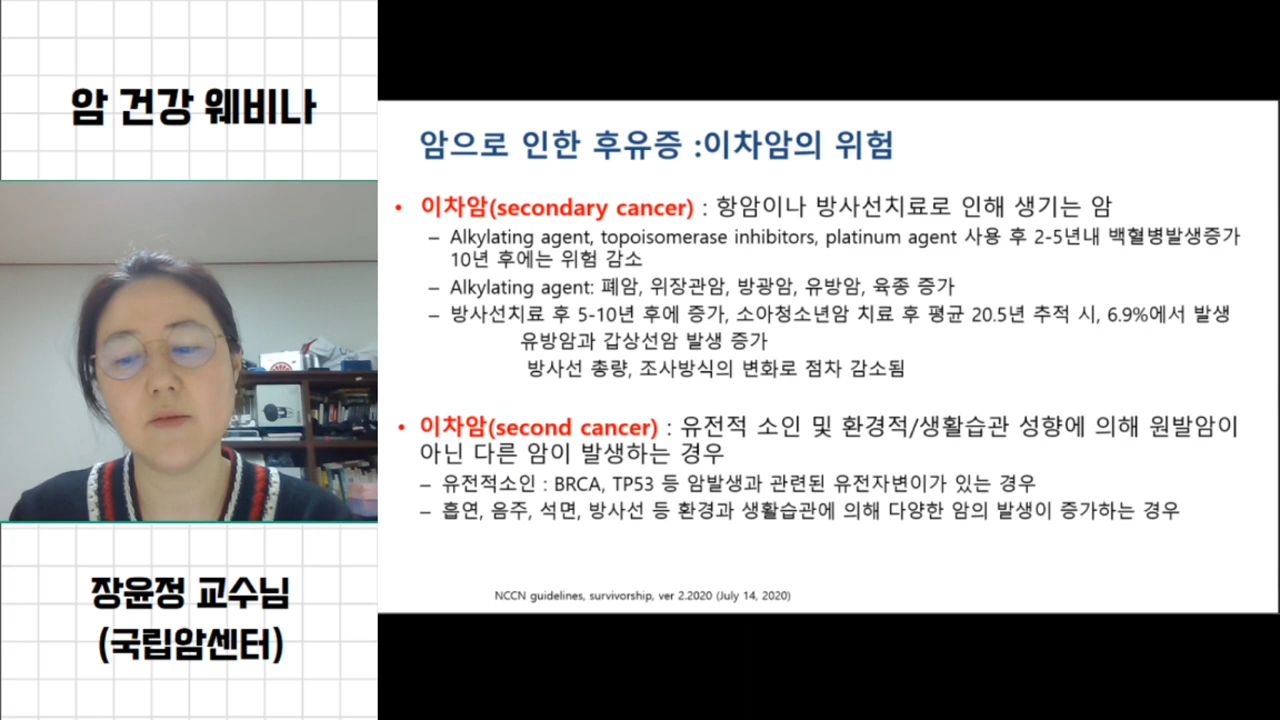 암 건강 웨비나
장윤정 교수님
(국립암센터)
암으로 인한 후유증 :이차암의 위험
• 이차암(secondary cancer) : 항암이나 방사선치료로 인해 생기는 암
– Alkylating agent, topoisomerase inhibitors, platinum agent 사용 후 2-5년내 백혈병발생증가
10년 후에는 위험 감소
– Alkylating agent: 폐암, 위장관암, 방광암, 유방암, 육종 증가
– 방사선치료 후 5-10년 후에 증가, 소아청소년암 치료 후 평균 20.5년 추적 시, 6.9%에서 발생
유방암과 갑상선암 발생 증가
방사선 총량, 조사방식의 변화로 점차 감소됨
• 이차암(second cancer) : 유전적 소인 및 환경적/생활습관 성향에 의해 원발암이
아닌 다른 암이 발생하는 경우
– 유전적소인 : BRCA, TP53 등 암발생과 관련된 유전자변이가 있는 경우
– 흡연, 음주, 석면, 방사선 등 환경과 생활습관에 의해 다양한 암의 발생이 증가하는 경우
NCCN guidelines, survivorship, ver 2.2020 (July 14, 2020)